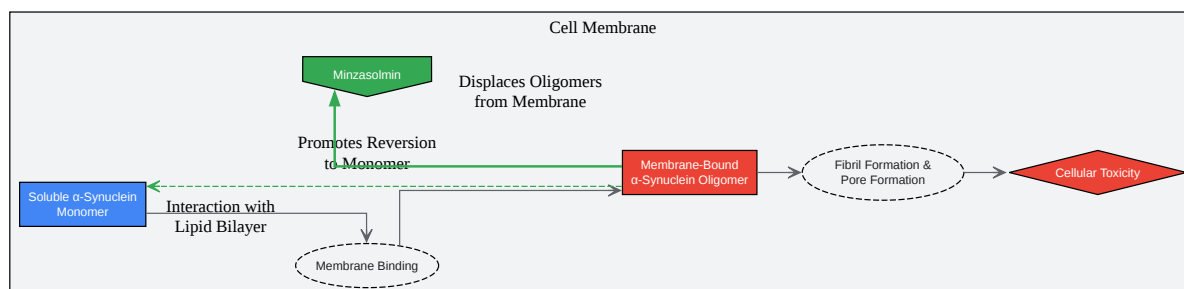 Cell Membrane
Minzasolmin
Displaces Oligomers
from Membrane
Promotes Reversion
to Monomer
Membrane-Bound
α-Synuclein Oligomer
Fibril Formation &
Pore Formation
Cellular Toxicity
Soluble α-Synuclein
Monomer
Interaction with
Lipid Bilayer
Membrane Binding